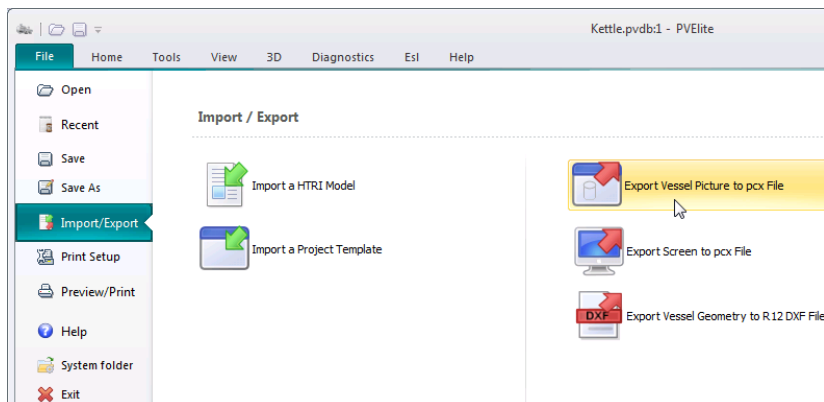 Kettle.pvdb:1 - PVElite
File Home Tools View 3D Diagnostics Esl Help
Open
Recent
Save
Save As
Import/Export
Print Setup
Preview/Print
Help
System folder
Exit
Import / Export
Import a HTRI Model
Import a Project Template
Export Vessel Picture to pcx File
Export Screen to pcx File
DXF
Export Vessel Geometry to R12 DXF File